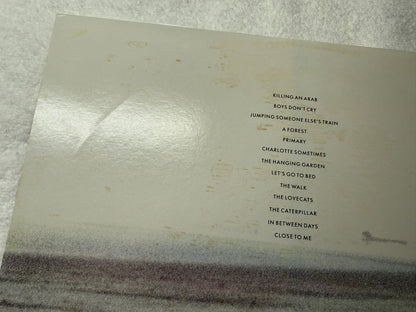 KILLING AN ARAB
BOYS DON'T CRY
JUMPING SOMEONE ELSE'S TRAIN
A FOREST
PRIMARY
CHARLOTTE SOMETIMES
THE HANGING GARDEN
LET'S GO TO BED
THE WALK
THE LOVECATS
THE CATERPILLAR
IN BETWEEN DAYS
CLOSE TO ME